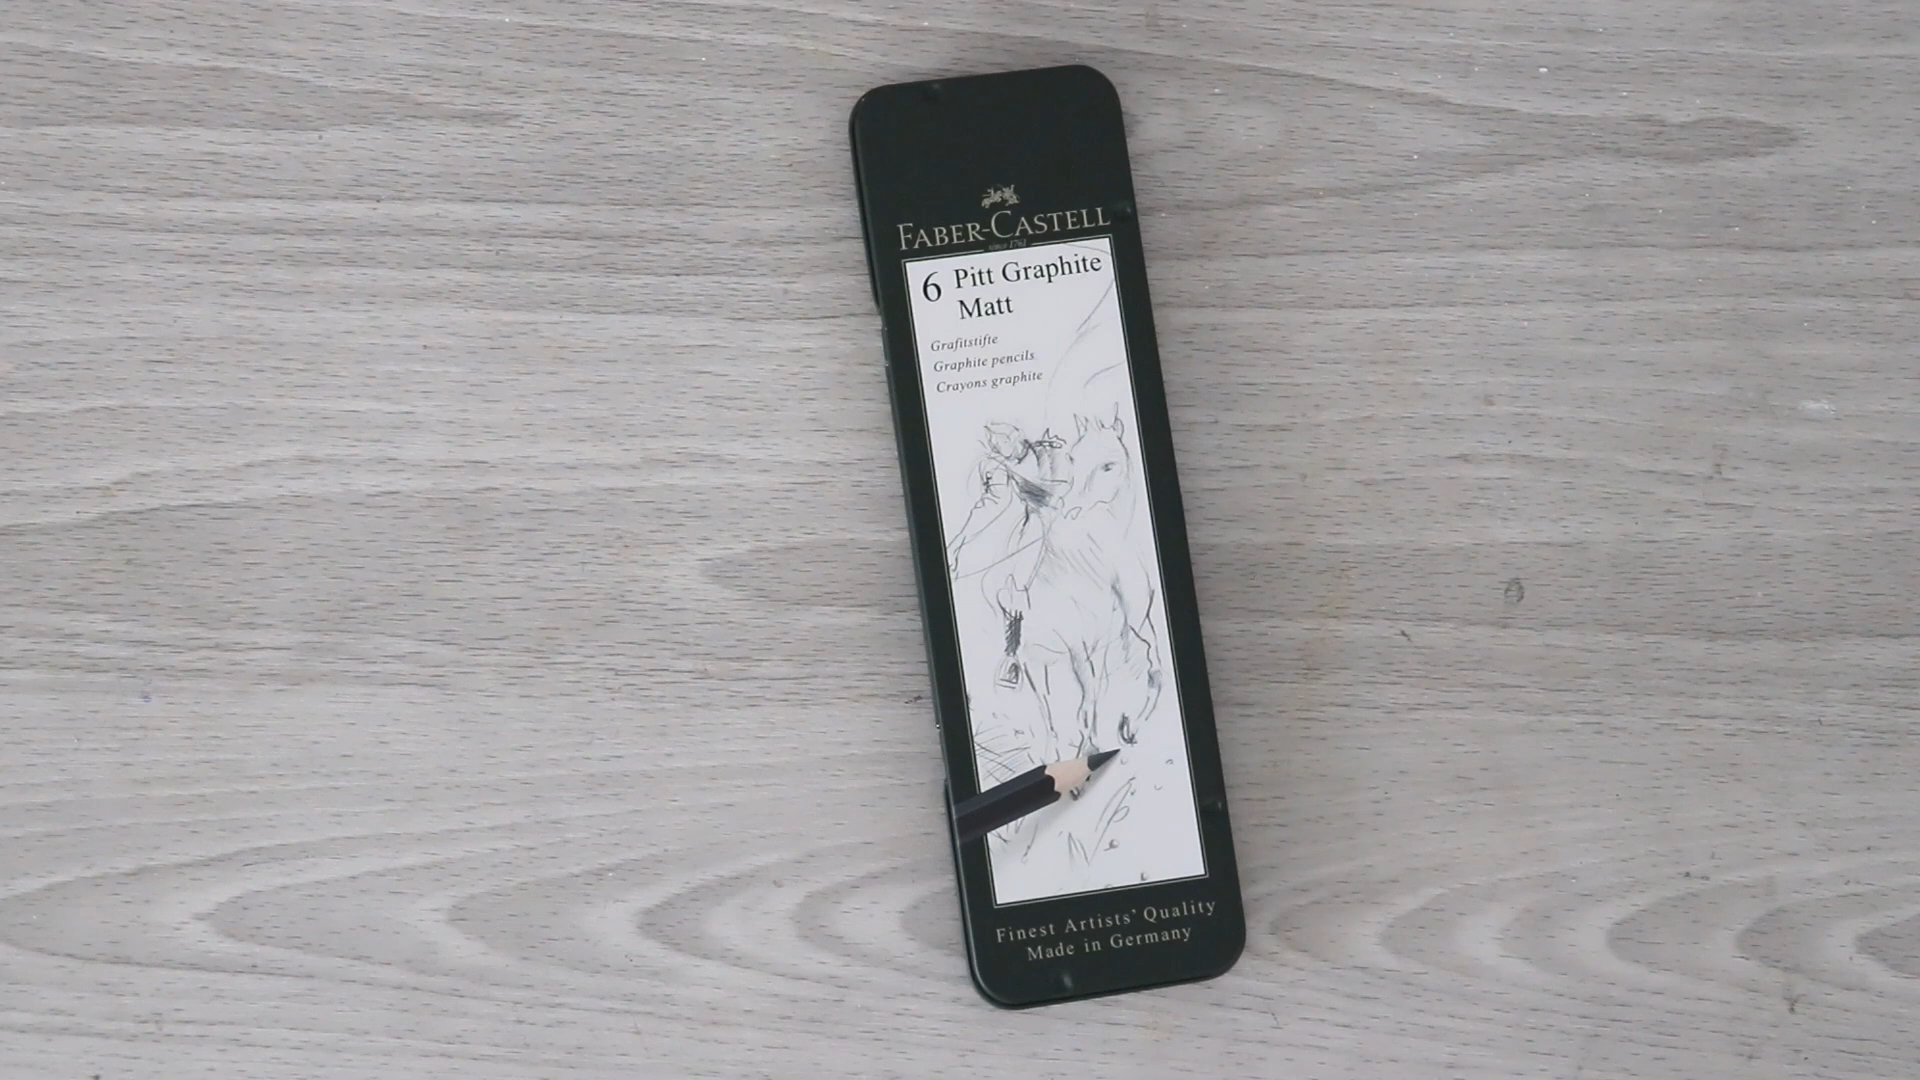 FABER-CASTELL
since 1761
6 Pitt Graphite
Matt
Grafitstifte
Graphite pencils
Crayons graphite
Finest Artists' Quality
Made in Germany